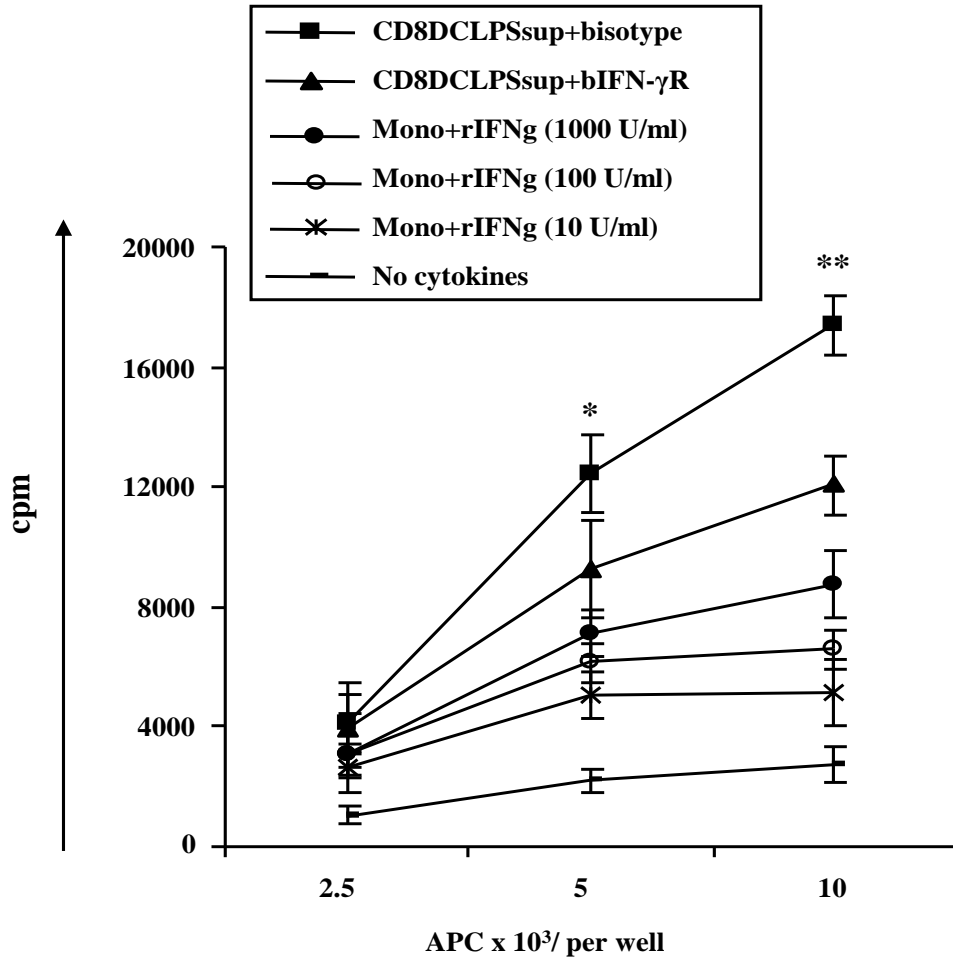 CD8DCLPSsup+bisotype
CD8DCLPSsup+bIFN-γR
Mono+rIFNg (1000 U/ml)
Mono+rIFNg (100 U/ml)
Mono+rIFNg (10 U/ml)
No cytokines
20000
16000
12000
8000
4000
0
cpm
*
**
2.5
5
10
APC x 10³/ per well